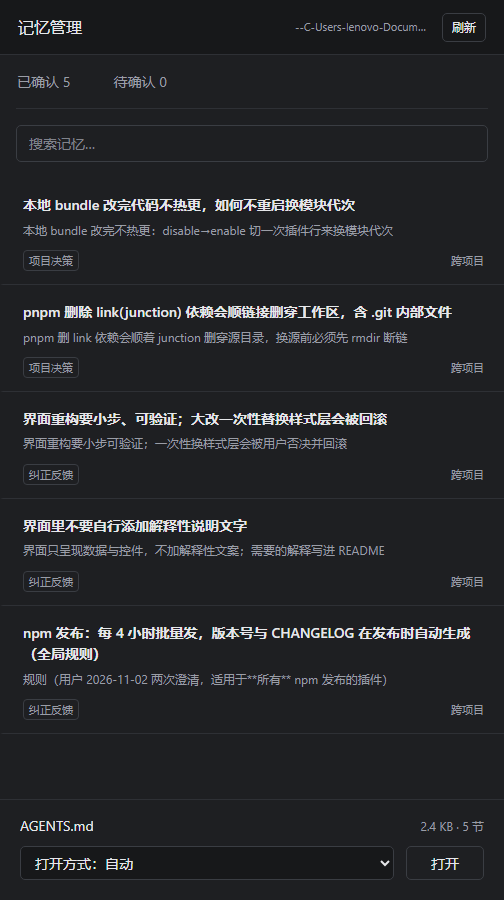 记忆管理
--C-Users-lenovo-Docum...
刷新
已确认 5
待确认 0
搜索记忆...
本地 bundle 改完代码不热更，如何不重启换模块代次
本地 bundle 改完不热更：disable→enable 切一次插件行来换模块代次
项目决策
跨项目
pnpm 删除 link(junction) 依赖会顺链接删穿工作区，含 .git 内部文件
pnpm 删 link 依赖会顺着 junction 删穿源目录，换源前必须先 rmdir 断链
项目决策
跨项目
界面重构要小步、可验证；大改一次性替换样式层会被回滚
界面重构要小步可验证；一次性换样式层会被用户否决并回滚
纠正反馈
跨项目
界面里不要自行添加解释性说明文字
界面只呈现数据与控件，不加解释性文案；需要的解释写进 README
纠正反馈
跨项目
npm 发布：每 4 小时批量发，版本号与 CHANGELOG 在发布时自动生成
（全局规则）
规则（用户 2026-11-02 两次澄清，适用于**所有** npm 发布的插件）
纠正反馈
跨项目
AGENTS.md
2.4 KB · 5 节
打开方式：自动
打开